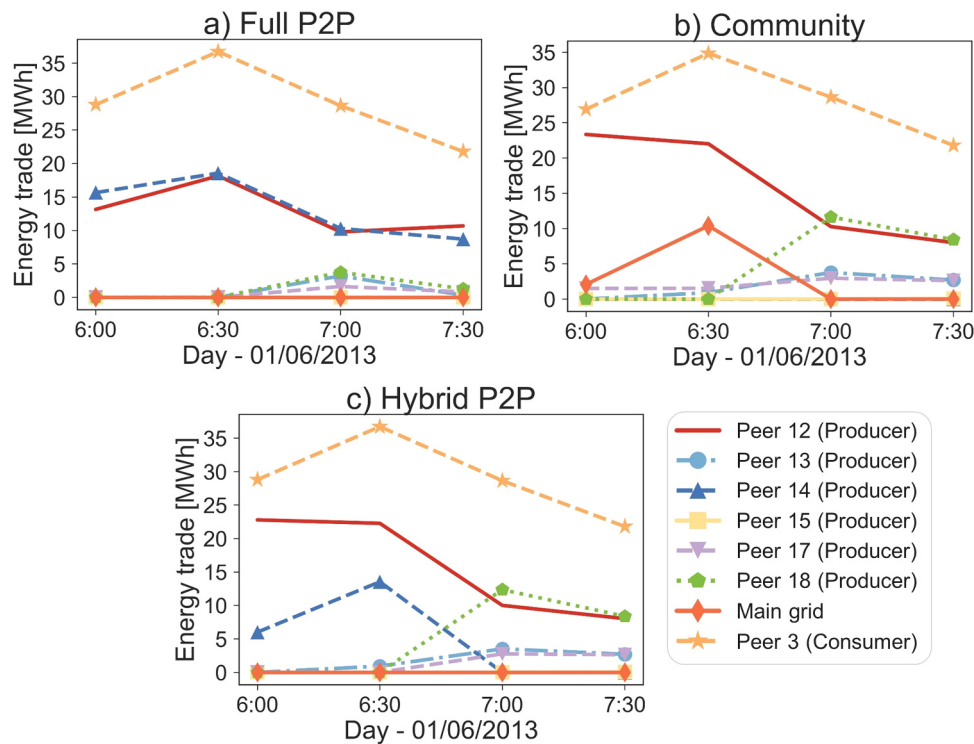 a) Full P2P
Energy trade [MWh]
35
30
25
20
15
10
5
0
6:00 6:30 7:00 7:30
Day - 01/06/2013
b) Community
Energy trade [MWh]
35
30
25
20
15
10
5
0
6:00 6:30 7:00 7:30
Day - 01/06/2013
c) Hybrid P2P
Energy trade [MWh]
35
30
25
20
15
10
5
0
6:00 6:30 7:00 7:30
Day - 01/06/2013
Peer 12 (Producer)
Peer 13 (Producer)
Peer 14 (Producer)
Peer 15 (Producer)
Peer 17 (Producer)
Peer 18 (Producer)
Main grid
Peer 3 (Consumer)